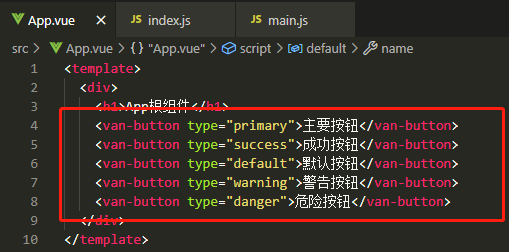 App.vue × JS index.js JS main.js
src > App.vue > {} "App.vue" > script > default > name
1 <template>
2 <div>
3 <h1>App根组件</h1>
4 <van-button type="primary">主要按钮</van-button>
5 <van-button type="success">成功按钮</van-button>
6 <van-button type="default">默认按钮</van-button>
7 <van-button type="warning">警告按钮</van-button>
8 <van-button type="danger">危险按钮</van-button>
9 </div>
10 </template>